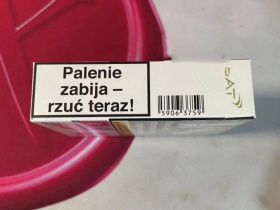 Palenie
zabija –
rzuć teraz!
5906 3759